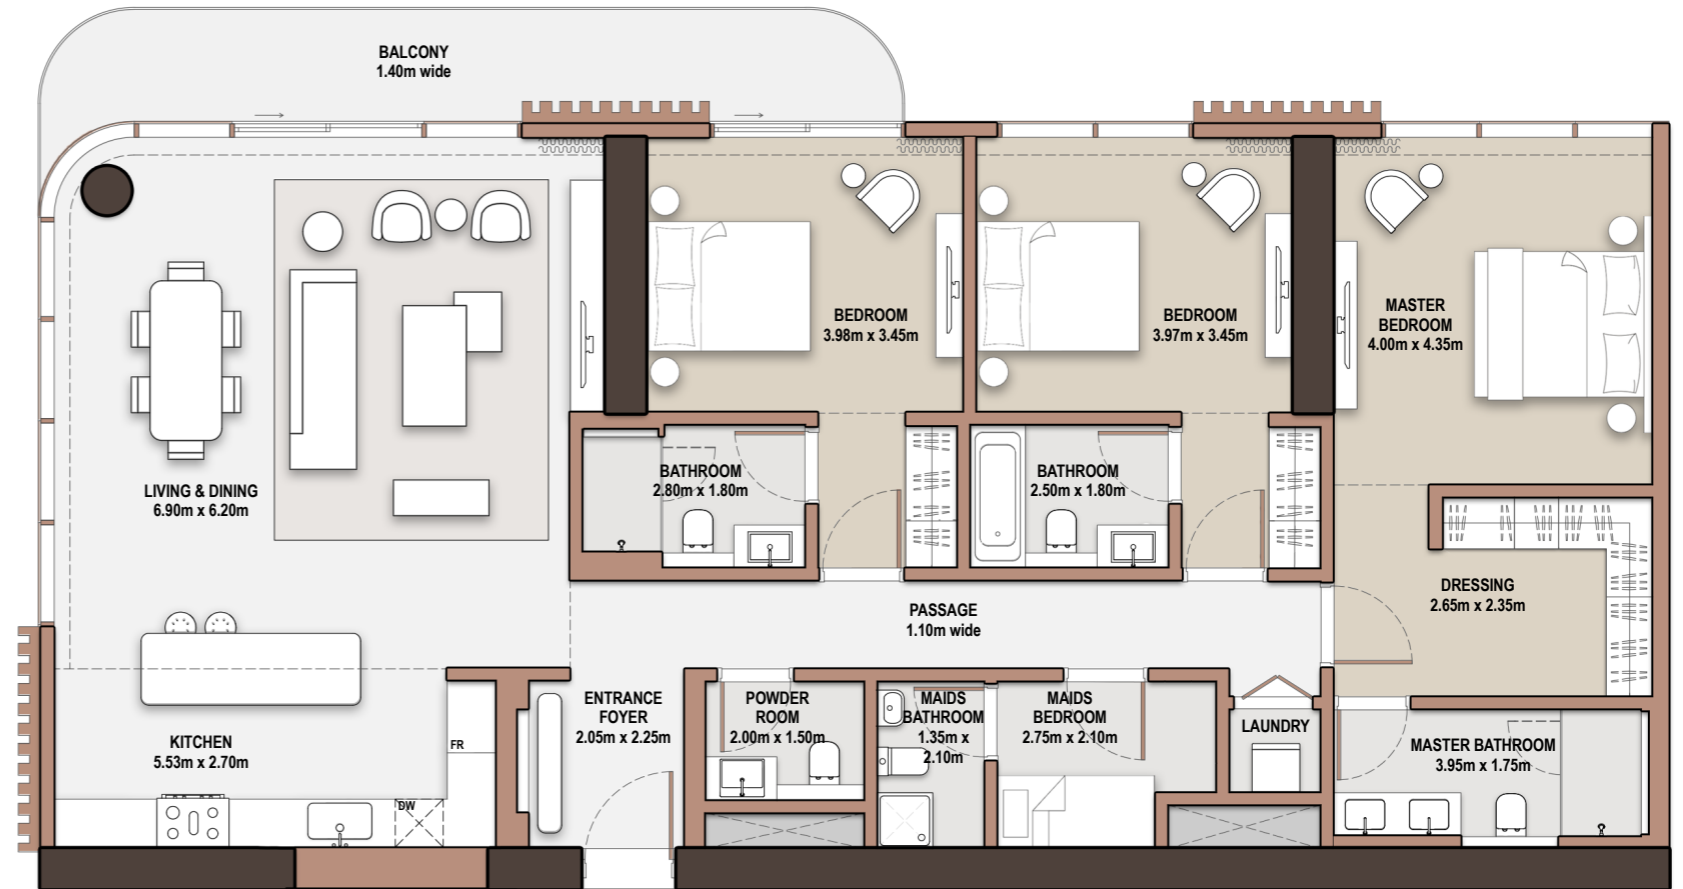 BALCONY
1.40m wide
BEDROOM
3.98m x 3.45m
BEDROOM
3.97m x 3.45m
MASTER
BEDROOM
4.00m x 4.35m
LIVING & DINING
6.90m x 6.20m
BATHROOM
2.80m x 1.80m
BATHROOM
2.50m x 1.80m
DRESSING
2.65m x 2.35m
PASSAGE
1.10m wide
KITCHEN
5.53m x 2.70m
FR
DW
ENTRANCE
FOYER
2.05m x 2.25m
POWDER
ROOM
2.00m x 1.50m
MAIDS
BATHROOM
1.35m x
2.10m
MAIDS
BEDROOM
2.75m x 2.10m
LAUNDRY
MASTER BATHROOM
3.95m x 1.75m